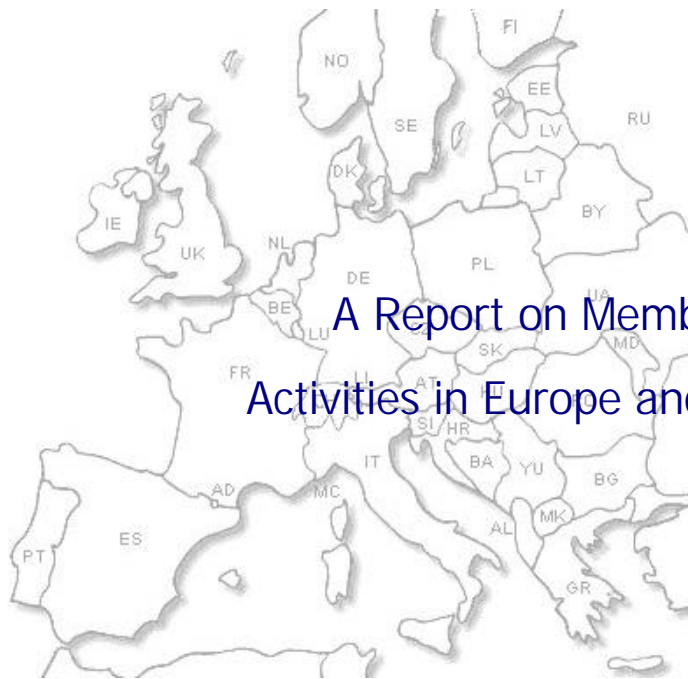 FI
NO
EE
SE
RU
LV
DK
LT
IE
BY
UK
NL
DE
PL
BE
UA
A Report on Memb
LU
MD
SK
FR
LI
AT
HU
Activities in Europe and
SI
HR
IT
BA
YU
BG
AD
MC
MK
ES
AL
PT
GR